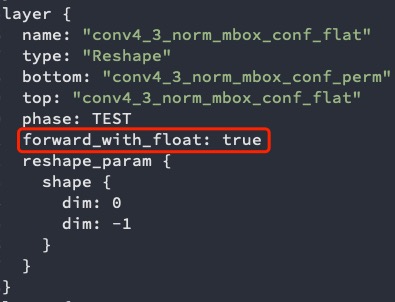 layer {
name: "conv4_3_norm_mbox_conf_flat"
type: "Reshape"
bottom: "conv4_3_norm_mbox_conf_perm"
top: "conv4_3_norm_mbox_conf_flat"
phase: TEST
forward_with_float: true
reshape_param {
shape {
dim: 0
dim: -1
}
}
}